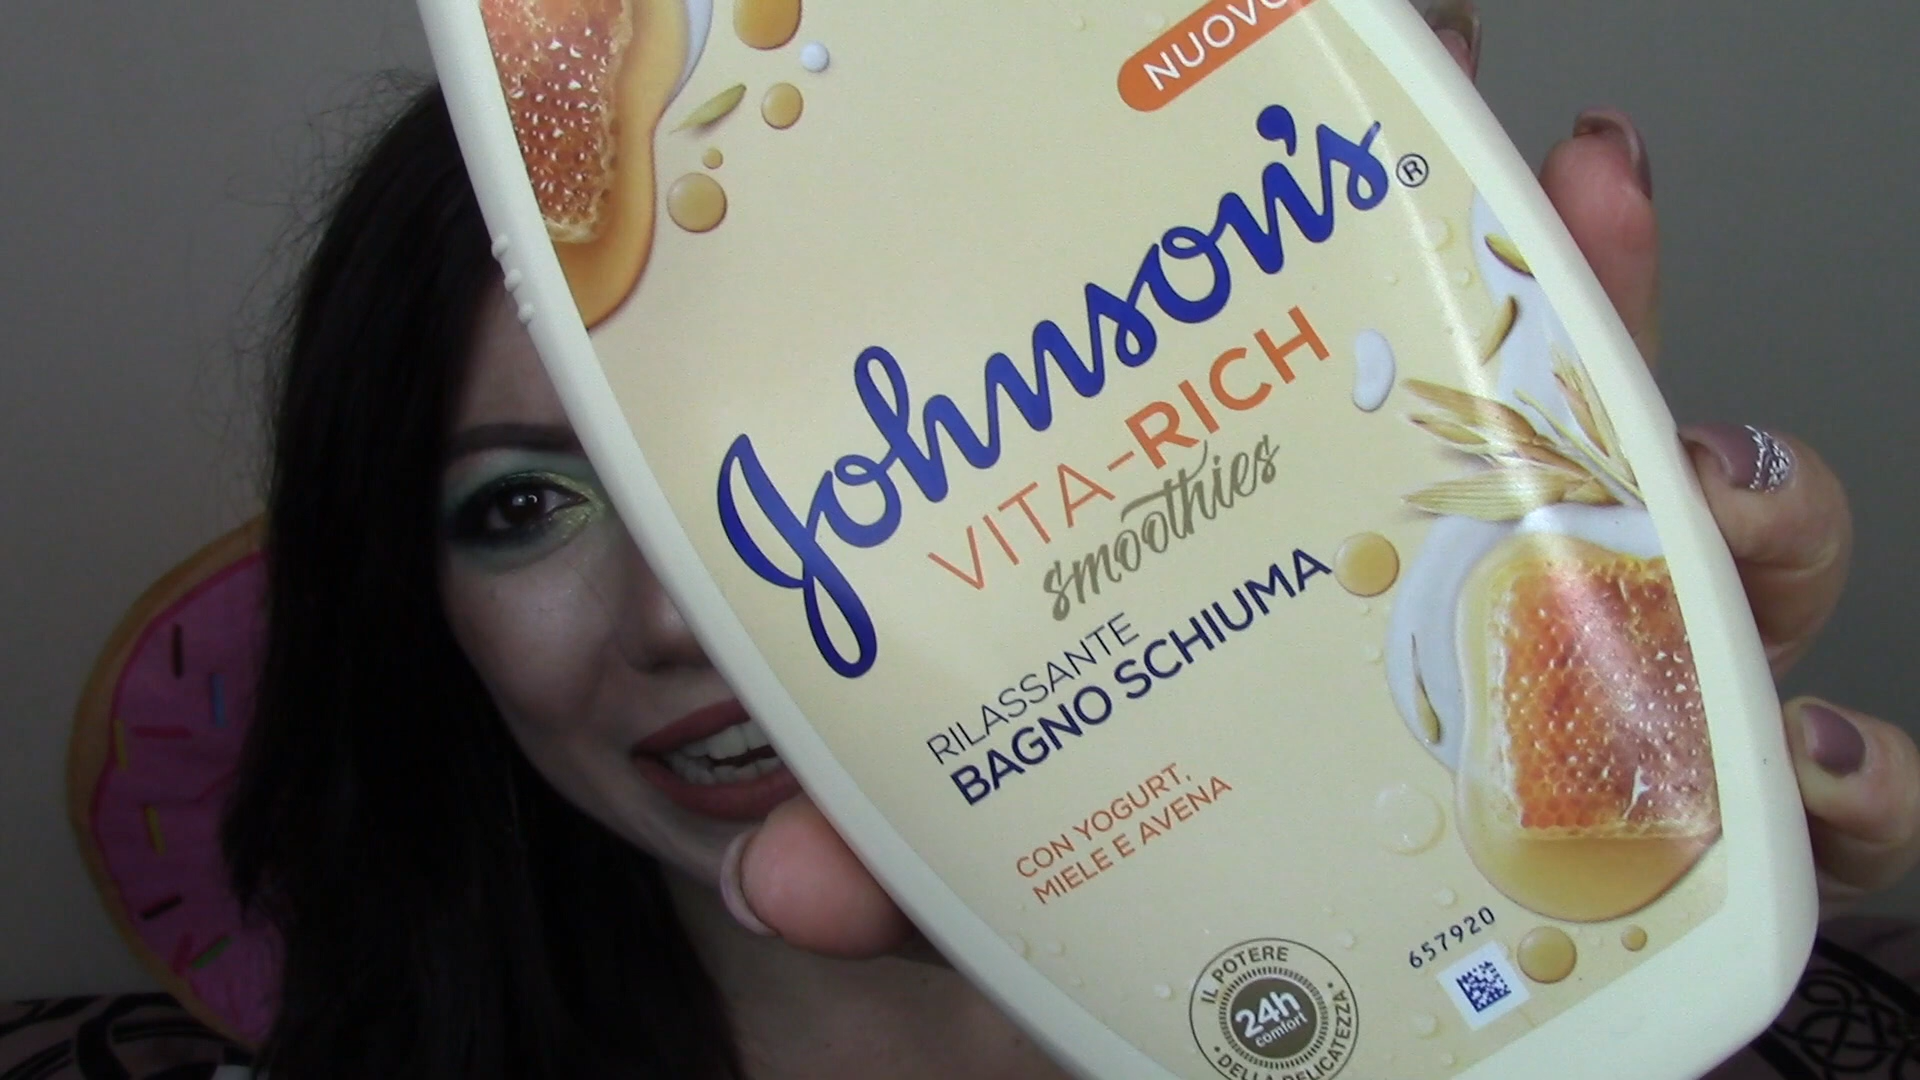 NUOVO
Johnson's®
VITA-RICH
smoothies
RILASSANTE
BAGNO SCHIUMA
CON YOGURT,
MIELE E AVENA
657920
IL POTERE
24h
comfort
DELLA DELICATEZZA